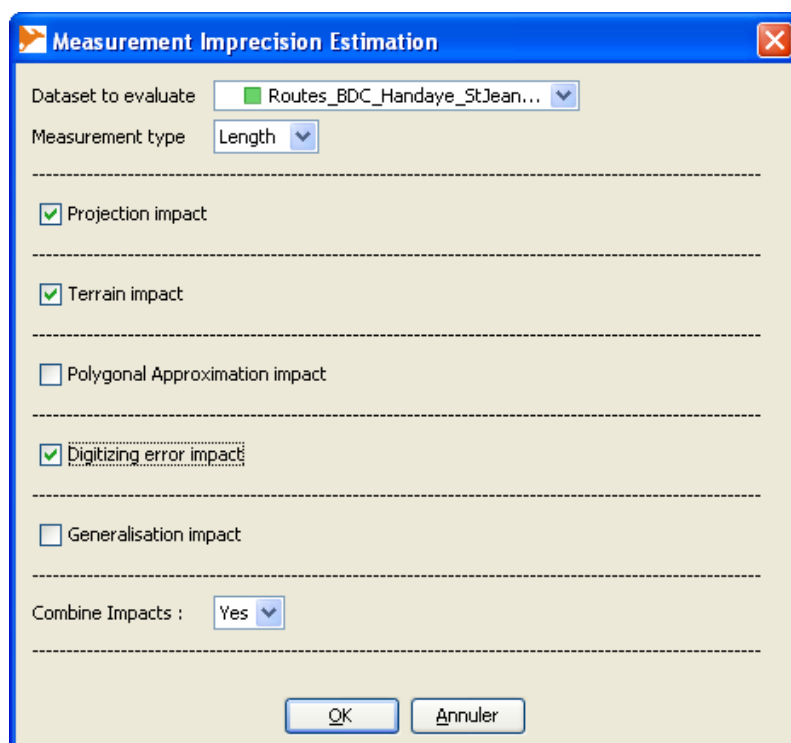 Measurement Imprecision Estimation
Dataset to evaluate Routes_BDC_Handaye_StJean...
Measurement type Length
Projection impact
Terrain impact
Polygonal Approximation impact
Digitizing error impact
Generalisation impact
Combine Impacts : Yes
OK Annuler